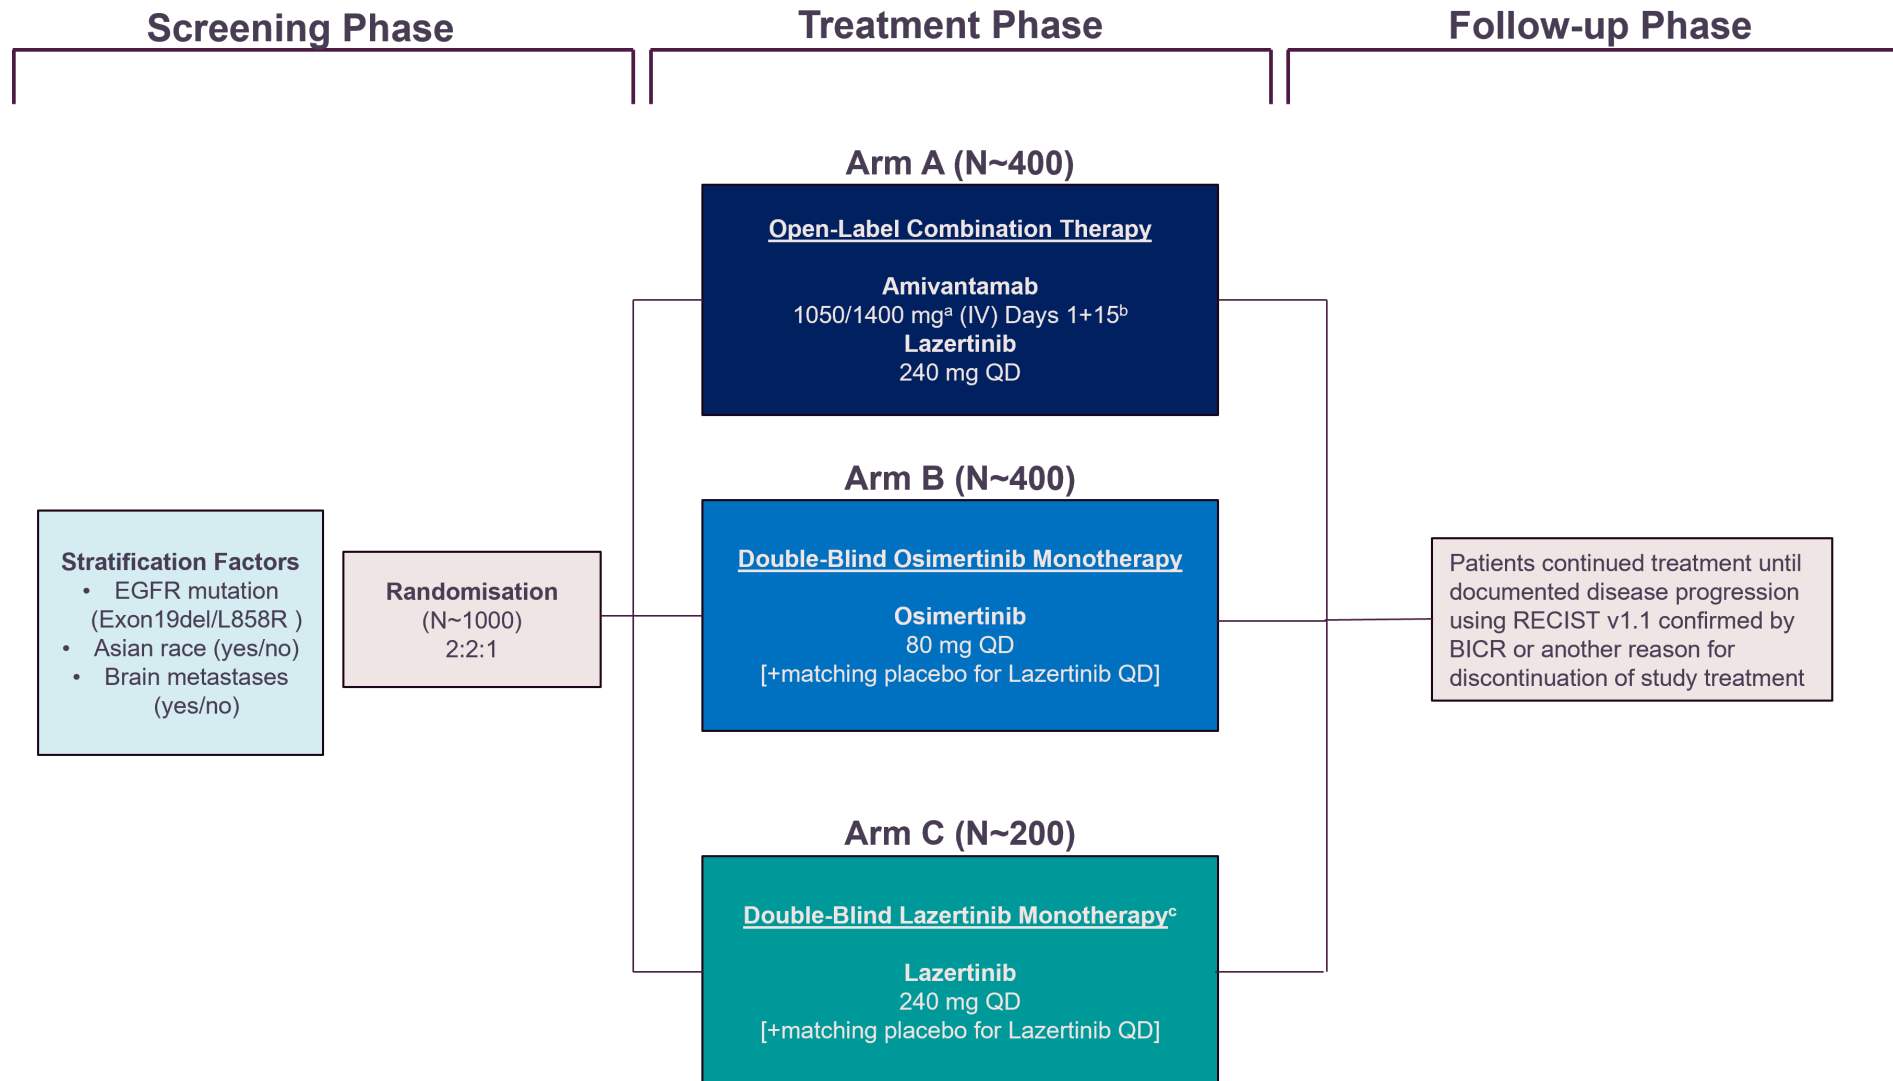 Screening Phase
Treatment Phase
Follow-up Phase
Arm A (N~400)
Open-Label Combination Therapy
Amivantamab
1050/1400 mgᵃ (IV) Days 1+15ᵇ
Lazertinib
240 mg QD
Arm B (N~400)
Stratification Factors
• EGFR mutation
(Exon19del/L858R )
• Asian race (yes/no)
• Brain metastases
(yes/no)
Randomisation
(N~1000)
2:2:1
Double-Blind Osimertinib Monotherapy
Osimertinib
80 mg QD
[+matching placebo for Lazertinib QD]
Patients continued treatment until
documented disease progression
using RECIST v1.1 confirmed by
BICR or another reason for
discontinuation of study treatment
Arm C (N~200)
Double-Blind Lazertinib Monotherapyᶜ
Lazertinib
240 mg QD
[+matching placebo for Lazertinib QD]